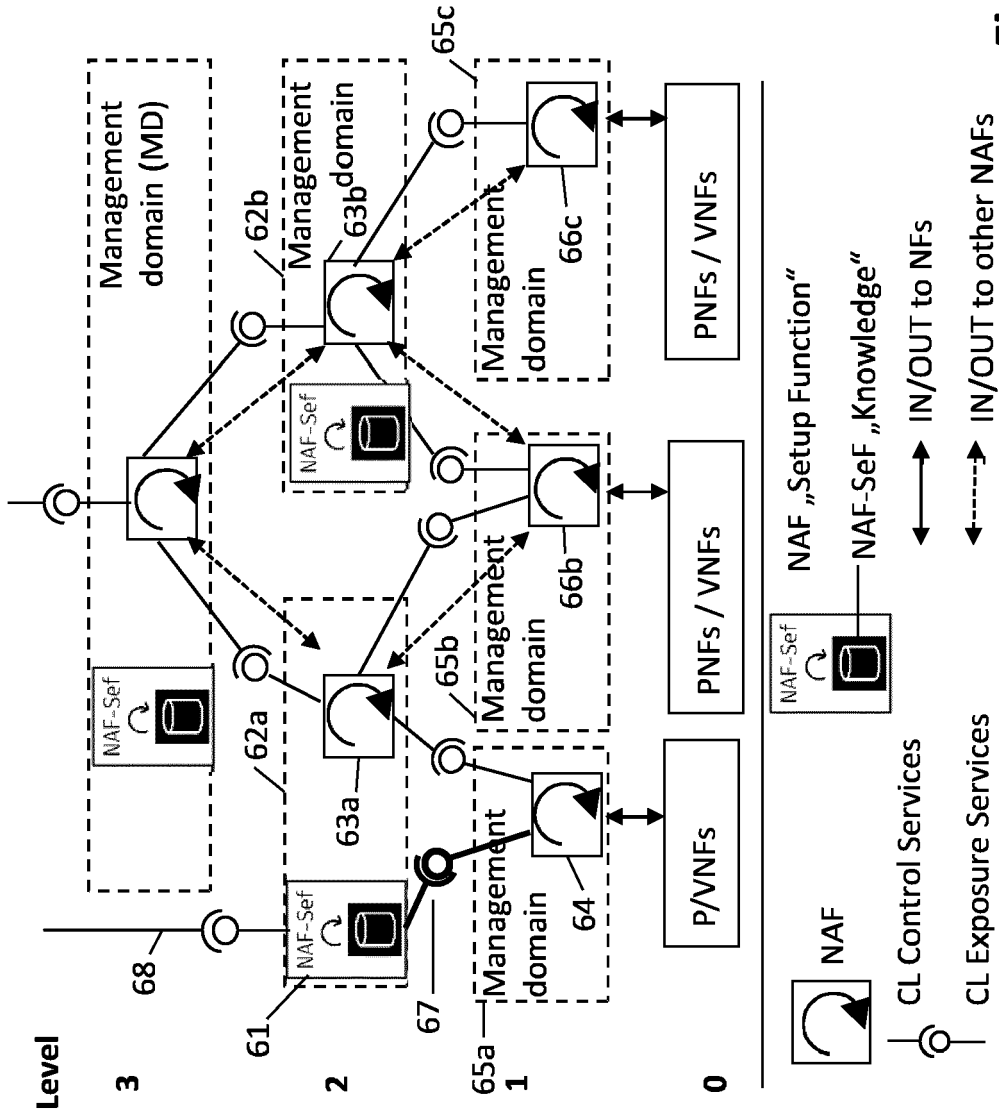 Level
3
2
1
0
Management
domain (MD)
NAF-Sef
68
61
62a
62b
Management
domain
63b
NAF-Sef
NAF-Sef
63a
67
65a
65b
65c
Management
domain
Management
domain
Management
domain
64
66b
66c
P/VNFs
PNFs / VNFs
PNFs / VNFs
NAF
CL Control Services
CL Exposure Services
NAF-Sef
NAF „Setup Function“
NAF-SeF „Knowledge“
IN/OUT to NFs
IN/OUT to other NAFs